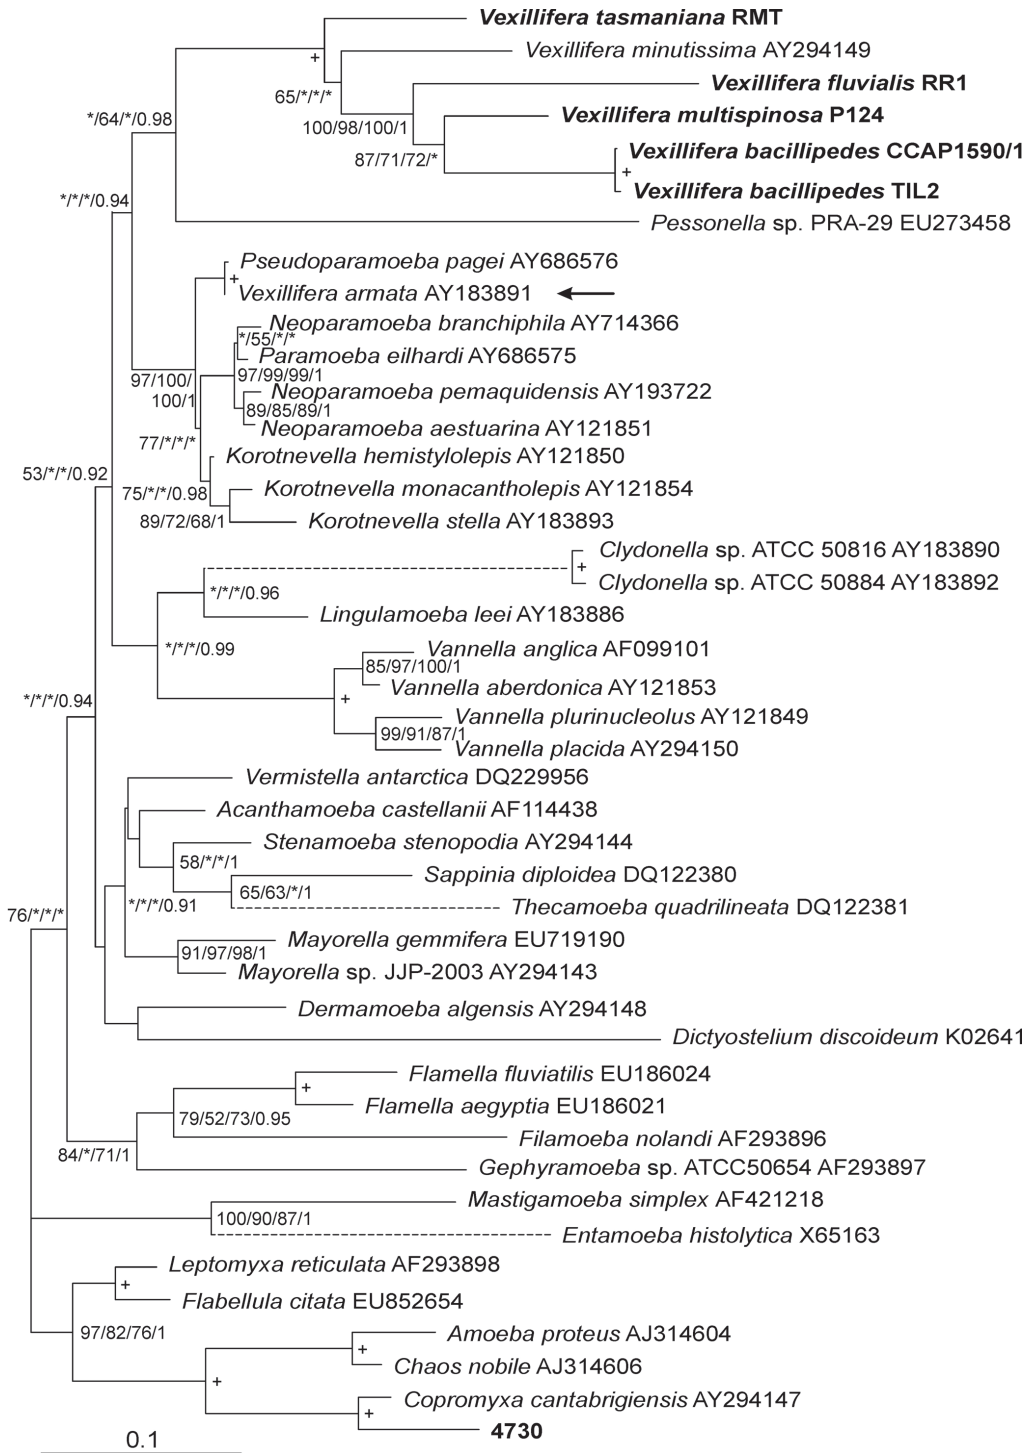 Vexillifera tasmaniana RMT
+
Vexillifera minutissima AY294149
65/*/*/*
Vexillifera fluvialis RR1
100/98/100/1
Vexillifera multispinosa P124
*/64/*/0.98
87/71/72/*
Vexillifera bacillipedes CCAP1590/1
+
Vexillifera bacillipedes TIL2
*/*/*/0.94
Pessonella sp. PRA-29 EU273458
Pseudoparamoeba pagei AY686576
+
Vexillifera armata AY183891
Neoparamoeba branchiphila AY714366
*/55/*/*
Paramoeba eilhardi AY686575
97/99/99/1
97/100/
100/1
Neoparamoeba pemaquidensis AY193722
89/85/89/1
Neoparamoeba aestuarina AY121851
77/*/*/*
Korotnevella hemistylolepis AY121850
53/*/*/0.92
75/*/*/0.98
Korotnevella monacantholepis AY121854
89/72/68/1
Korotnevella stella AY183893
Clydonella sp. ATCC 50816 AY183890
+
Clydonella sp. ATCC 50884 AY183892
*/*/*/0.96
Lingulamoeba leei AY183886
*/*/*/0.99
Vannella anglica AF099101
85/97/100/1
Vannella aberdonica AY121853
+
*/*/*/0.94
Vannella plurinucleolus AY121849
99/91/87/1
Vannella placida AY294150
Vermistella antarctica DQ229956
Acanthamoeba castellanii AF114438
Stenamoeba stenopodia AY294144
58/*/*/1
Sappinia diploidea DQ122380
65/63/*/1
Thecamoeba quadrilineata DQ122381
*/*/*/0.91
76/*/*/*
Mayorella gemmifera EU719190
91/97/98/1
Mayorella sp. JJP-2003 AY294143
Dermamoeba algensis AY294148
Dictyostelium discoideum K02641
Flamella fluviatilis EU186024
+
Flamella aegyptia EU186021
79/52/73/0.95
Filamoeba nolandi AF293896
84/*/71/1
Gephyramoeba sp. ATCC50654 AF293897
Mastigamoeba simplex AF421218
100/90/87/1
Entamoeba histolytica X65163
Leptomyxa reticulata AF293898
+
Flabellula citata EU852654
97/82/76/1
Amoeba proteus AJ314604
+
Chaos nobile AJ314606
+
Copromyxa cantabrigiensis AY294147
+
4730
0.1